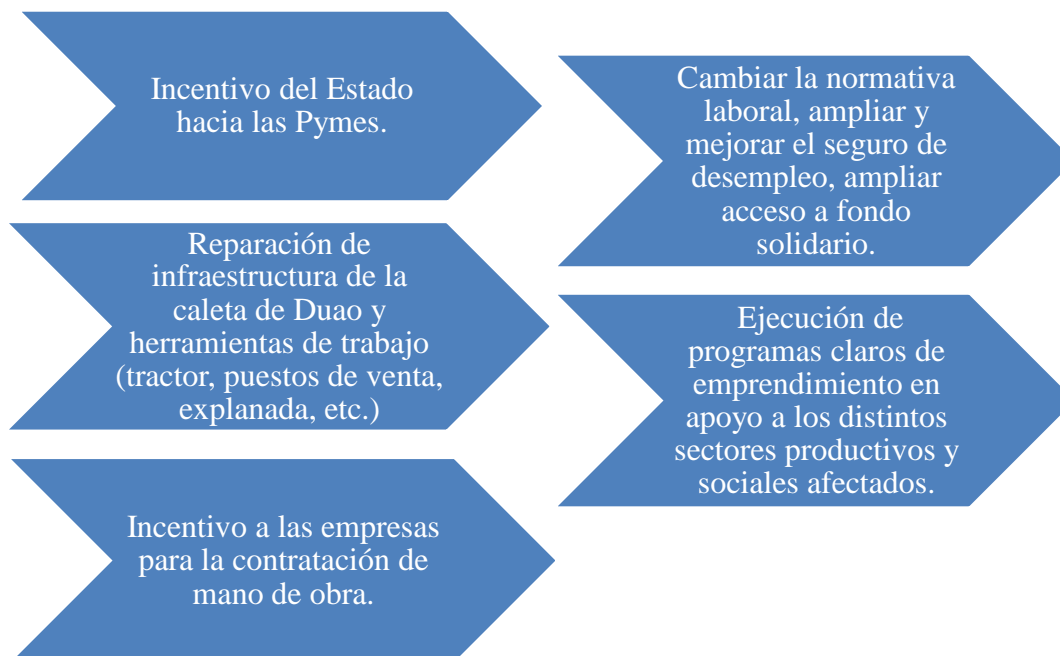 Incentivo del Estado
hacia las Pymes.
Reparación de
infraestructura de la
caleta de Duao y
herramientas de trabajo
(tractor, puestos de venta,
explanada, etc.)
Incentivo a las empresas
para la contratación de
mano de obra.
Cambiar la normativa
laboral, ampliar y
mejorar el seguro de
desempleo, ampliar
acceso a fondo
solidario.
Ejecución de
programas claros de
emprendimiento en
apoyo a los distintos
sectores productivos y
sociales afectados.